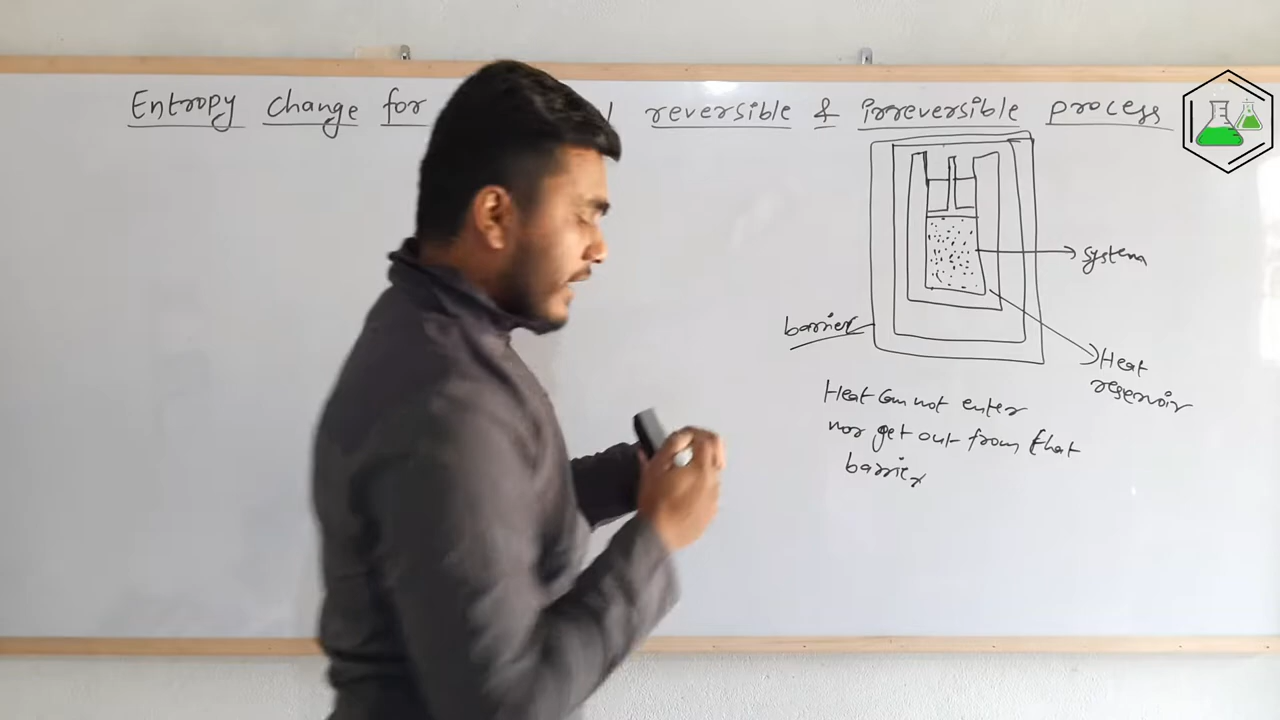 Entropy change for reversible & irreversible process
system
barrier
Heat
reservoir
Heat Can not enter
nor get out from that
barrier